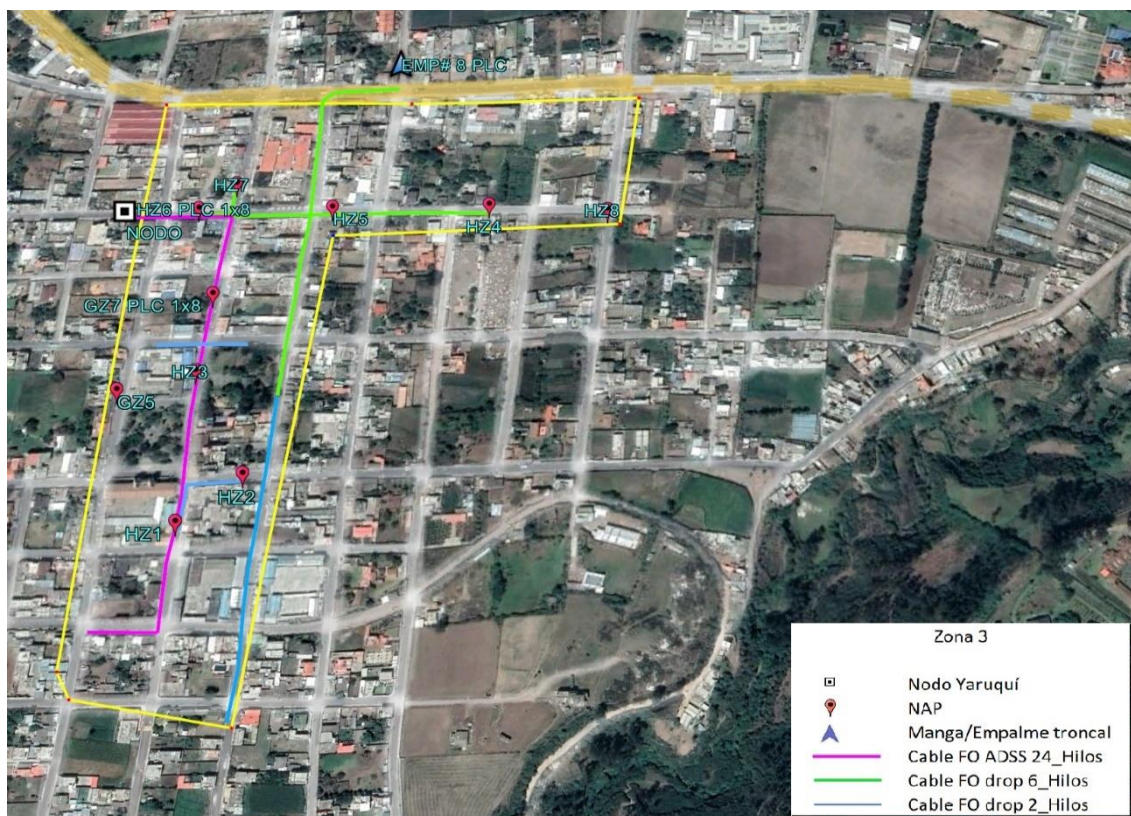 EMP# 8 PLC
HZ7
HZ6 PLC 1x8
HZ5
HZ4
HZ8
NODO
GZ7 PLC 1x8
HZ3
GZ5
HZ2
HZ1
Zona 3
Nodo Yaruquí
NAP
Manga/Empalme troncal
Cable FO ADSS 24_Hilos
Cable FO drop 6_Hilos
Cable FO drop 2_Hilos